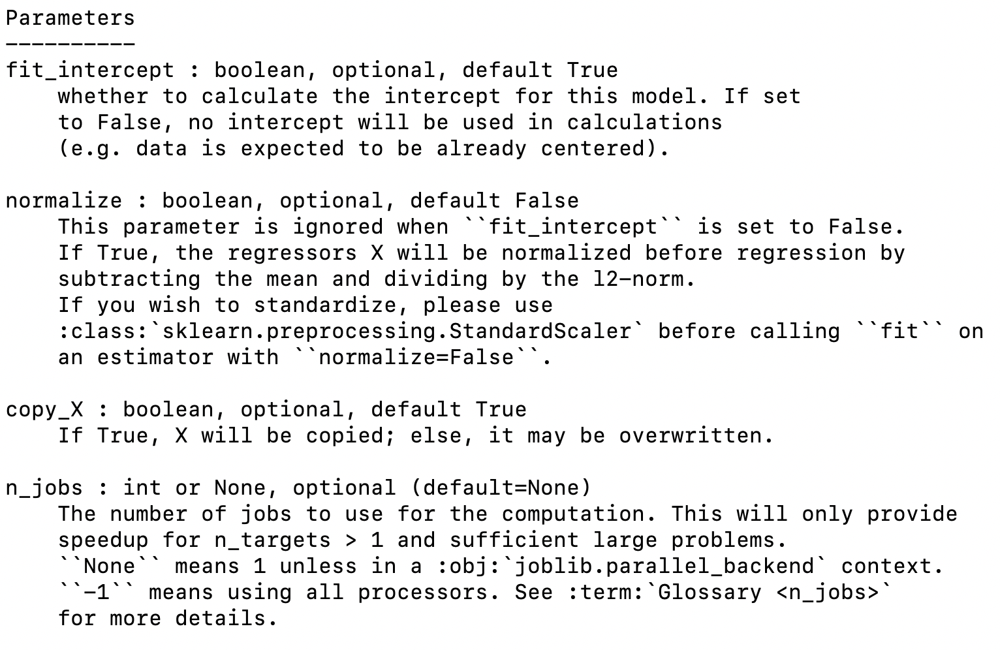 Parameters
----------
fit_intercept : boolean, optional, default True
    whether to calculate the intercept for this model. If set
    to False, no intercept will be used in calculations
    (e.g. data is expected to be already centered).

normalize : boolean, optional, default False
    This parameter is ignored when ``fit_intercept`` is set to False.
    If True, the regressors X will be normalized before regression by
    subtracting the mean and dividing by the l2-norm.
    If you wish to standardize, please use
    :class:`sklearn.preprocessing.StandardScaler` before calling ``fit`` on
    an estimator with ``normalize=False``.

copy_X : boolean, optional, default True
    If True, X will be copied; else, it may be overwritten.

n_jobs : int or None, optional (default=None)
    The number of jobs to use for the computation. This will only provide
    speedup for n_targets > 1 and sufficient large problems.
    ``None`` means 1 unless in a :obj:`joblib.parallel_backend` context.
    ``-1`` means using all processors. See :term:`Glossary <n_jobs>`
    for more details.